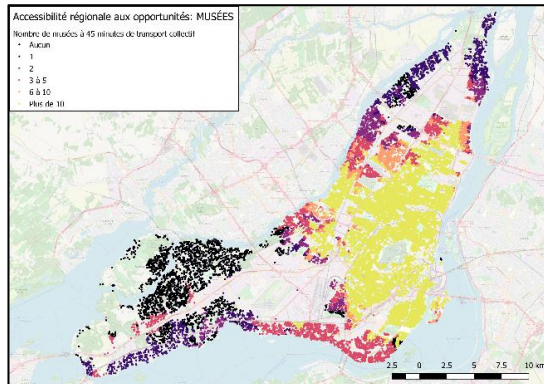 Accessibilité régionale aux opportunités: MUSÉES
Nombre de musées à 45 minutes de transport collectif
Aucun
1
2
3 à 5
6 à 10
Plus de 10
2.5 0 2.5 5 7.5 10 km